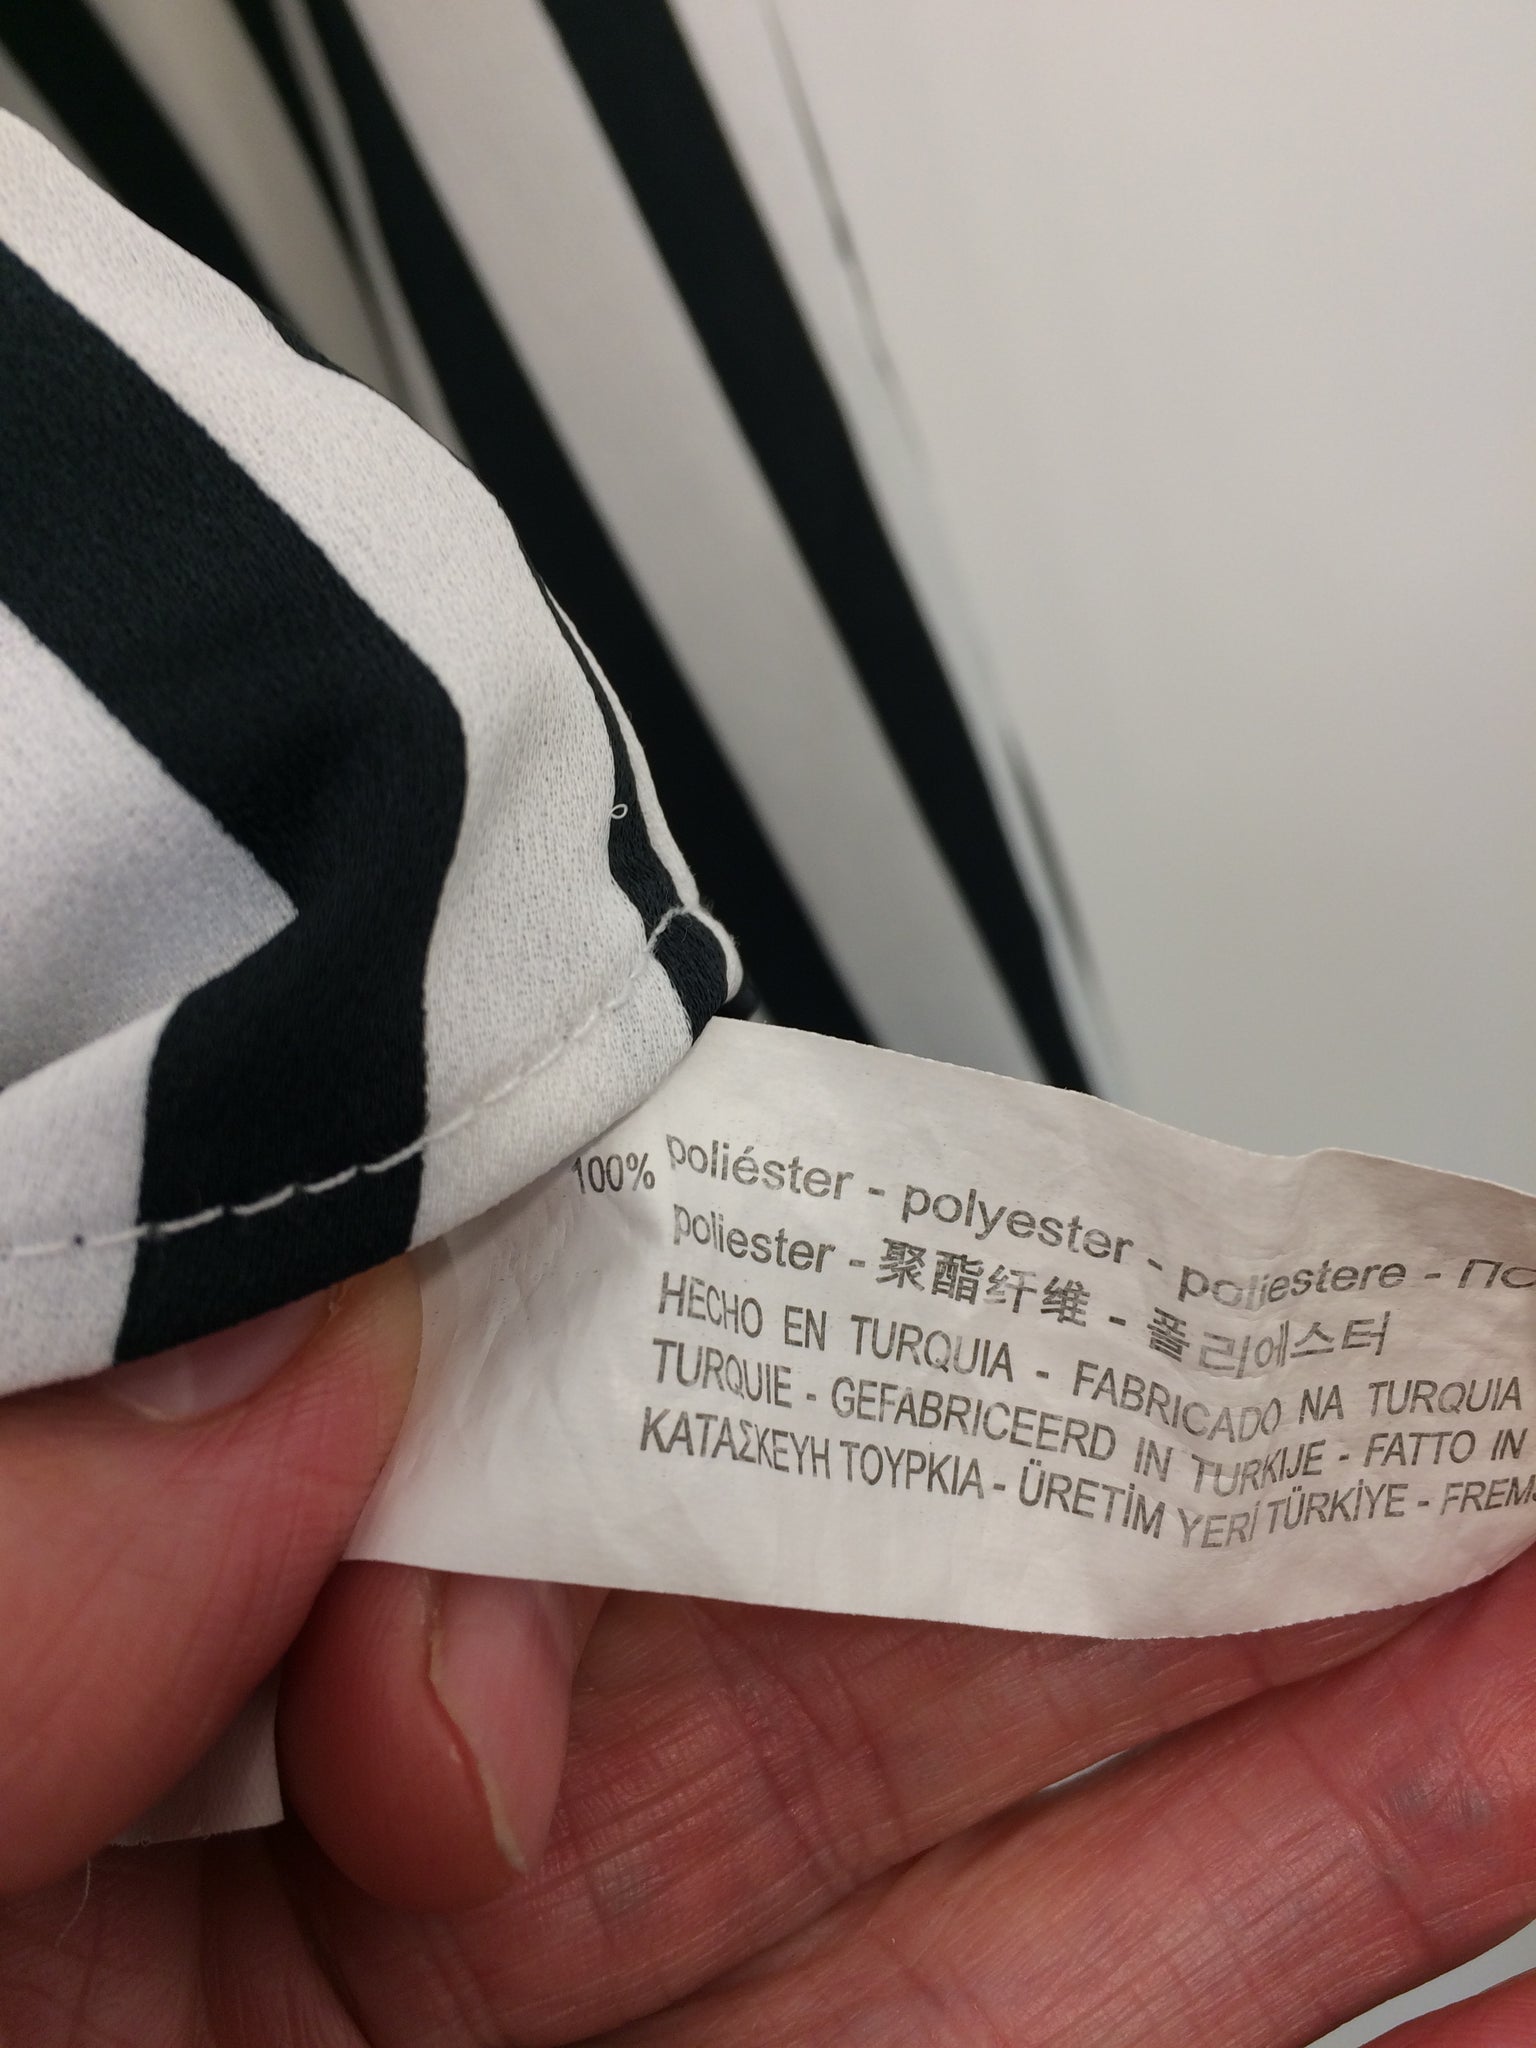 100% poliéster - polyester - poliestere - ПО
poliester - 聚酯纤维 - 폴리에스터
HECHO EN TURQUIA - FABRICADO NA TURQUIA
TURQUIE - GEFABRICEERD IN TURKIJE - FATTO IN
ΚΑΤΑΣΚΕΥΗ ΤΟΥΡΚΙΑ - ÜRETİM YERİ TÜRKİYE - FREMS